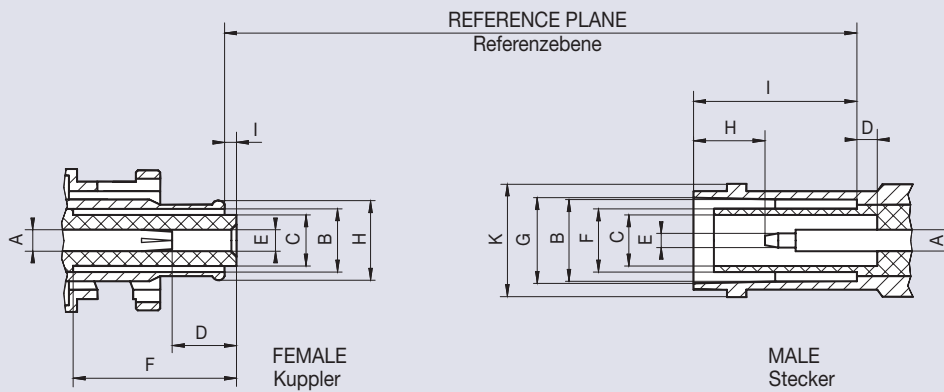 REFERENCE PLANE
Referenzebene
I
I
H
D
A
E
C
B
H
K
G
B
F
C
E
A
D
F
FEMALE
Kuppler
MALE
Stecker